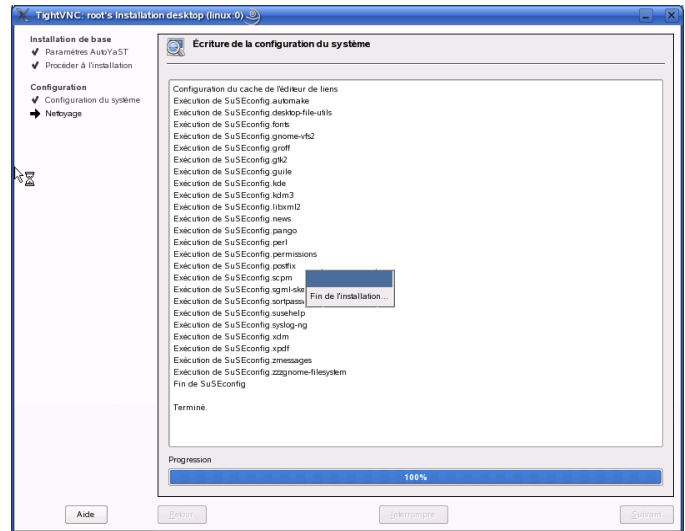 TightVNC: root's Installation desktop (linux:0)
Installation de base
Paramètres AutoYaST
Procéder à l'installation
Configuration
Configuration du système
Nettoyage
Écriture de la configuration du système
Configuration du cache de l'éditeur de liens
Exécution de SuSEconfig.automake
Exécution de SuSEconfig.desktop-file-utils
Exécution de SuSEconfig.fonts
Exécution de SuSEconfig.gnome-vfs2
Exécution de SuSEconfig.groff
Exécution de SuSEconfig.gtk2
Exécution de SuSEconfig.guile
Exécution de SuSEconfig.kde
Exécution de SuSEconfig.kdm3
Exécution de SuSEconfig.libxml2
Exécution de SuSEconfig.news
Exécution de SuSEconfig.pango
Exécution de SuSEconfig.perl
Exécution de SuSEconfig.permissions
Exécution de SuSEconfig.postfix
Exécution de SuSEconfig.scpm
Exécution de SuSEconfig.sgml-ske
Exécution de SuSEconfig.sortpass
Fin de l'installation...
Exécution de SuSEconfig.susehelp
Exécution de SuSEconfig.syslog-ng
Exécution de SuSEconfig.xdm
Exécution de SuSEconfig.xpdf
Exécution de SuSEconfig.zmessages
Exécution de SuSEconfig.zzzgnome-filesystem
Fin de SuSEconfig
Terminé.
Progression
100%
Aide
Retour
Interrompre
Suivant